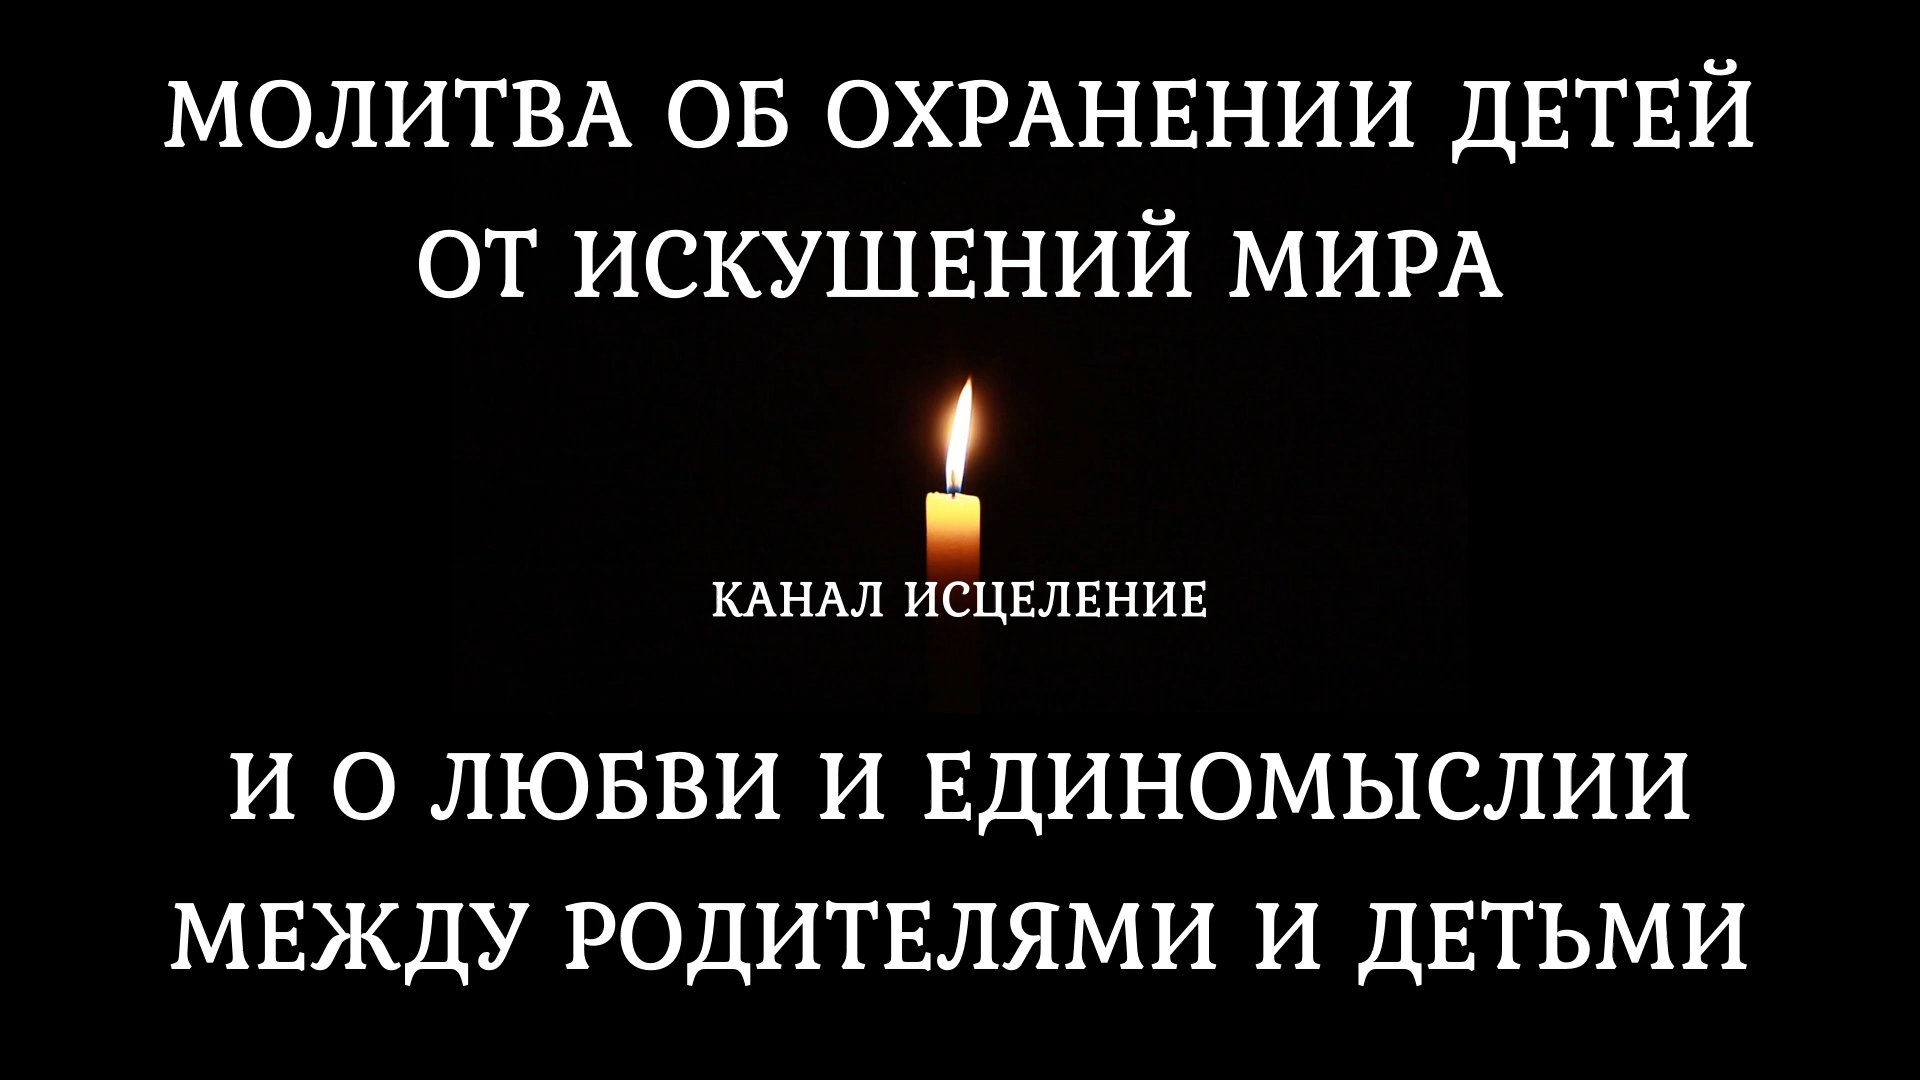 МОЛИТВА ОБ ОХРАНЕНИИ ДЕТЕЙ
ОТ ИСКУШЕНИЙ МИРА
КАНАЛ ИСЦЕЛЕНИЕ
И О ЛЮБВИ И ЕДИНОМЫСЛИИ
МЕЖДУ РОДИТЕЛЯМИ И ДЕТЬМИ